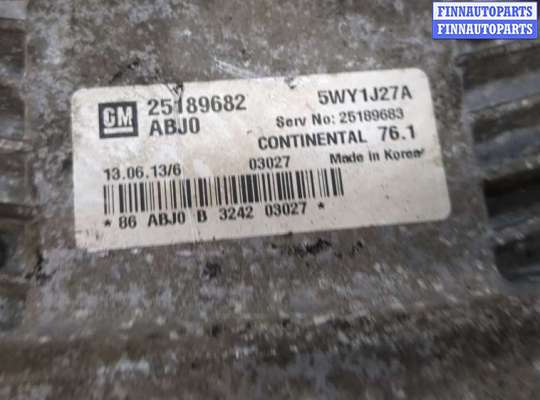 FINNAUTOPARTS
FINNAUTOPARTS
GM 25189682 5WY1J27A
ABJ0 Serv No: 25189683
CONTINENTAL 76.1
13.06.13/6 03027 Made in Korea
* 86 ABJ0 B 3242 03027 *